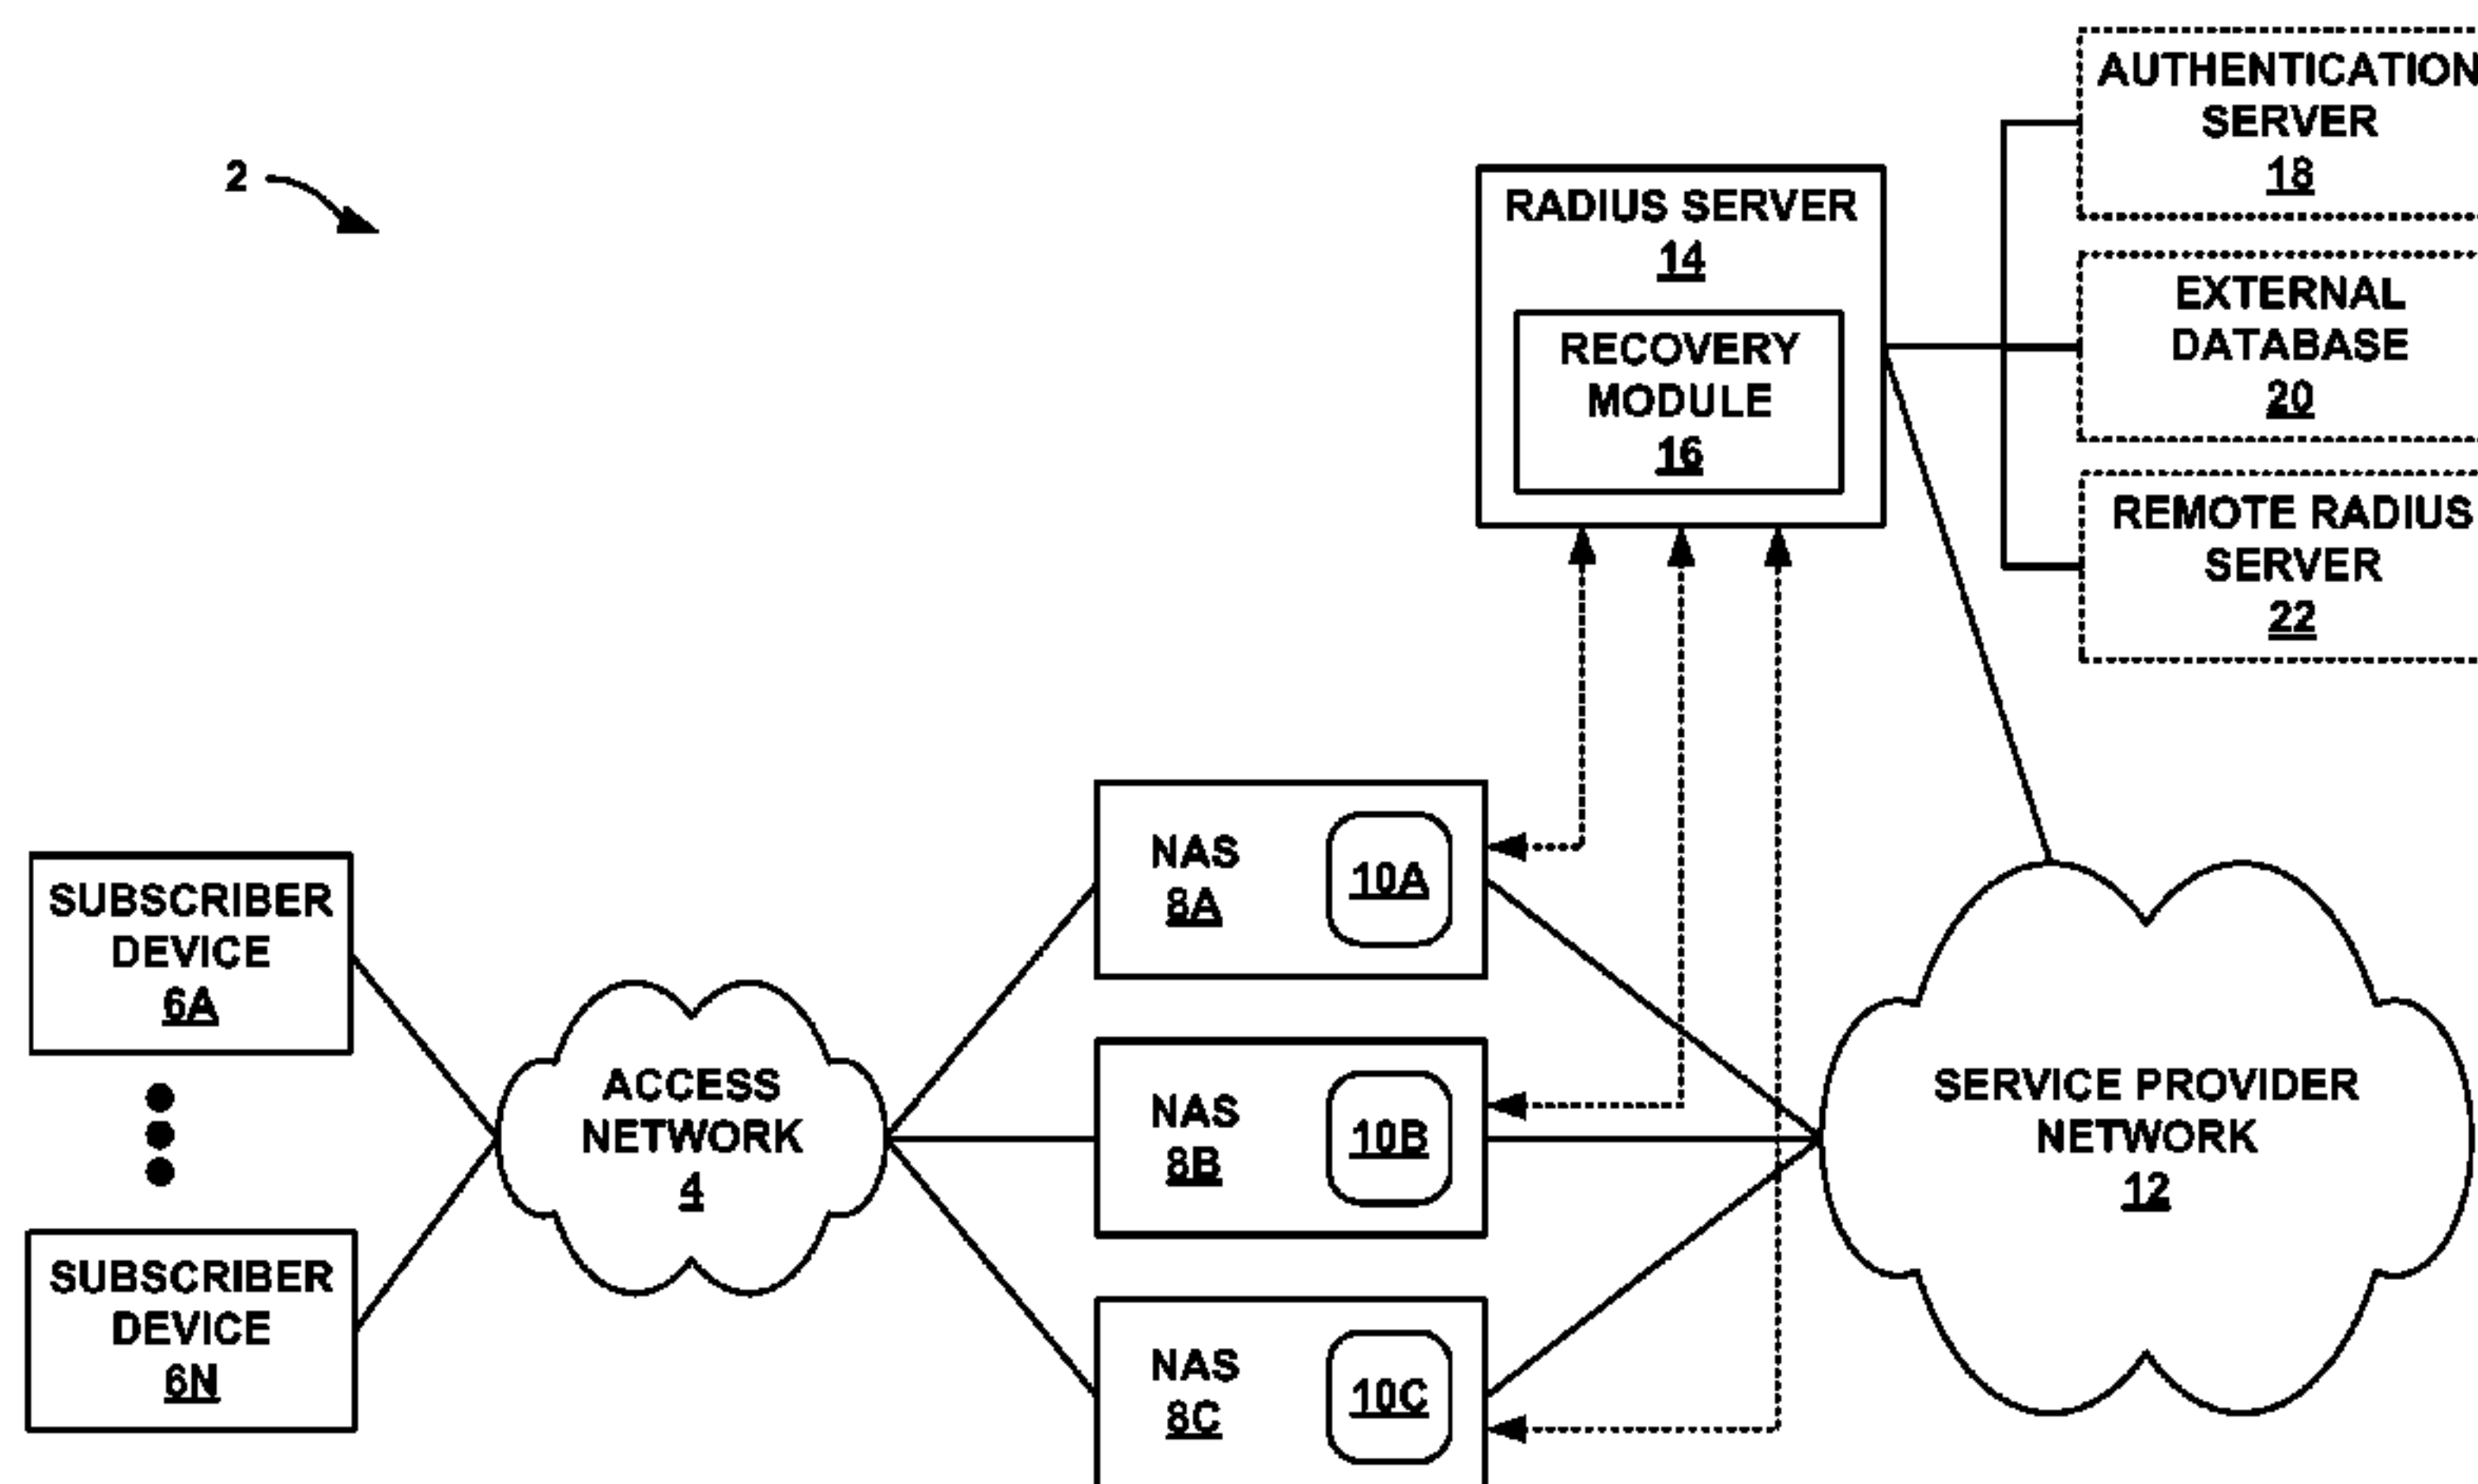 2
AUTHENTICATION
SERVER
18
RADIUS SERVER
14
RECOVERY
MODULE
16
EXTERNAL
DATABASE
20
REMOTE RADIUS
SERVER
22
SUBSCRIBER
DEVICE
6A
SUBSCRIBER
DEVICE
6N
ACCESS
NETWORK
4
NAS
8A
10A
NAS
8B
10B
NAS
8C
10C
SERVICE PROVIDER
NETWORK
12